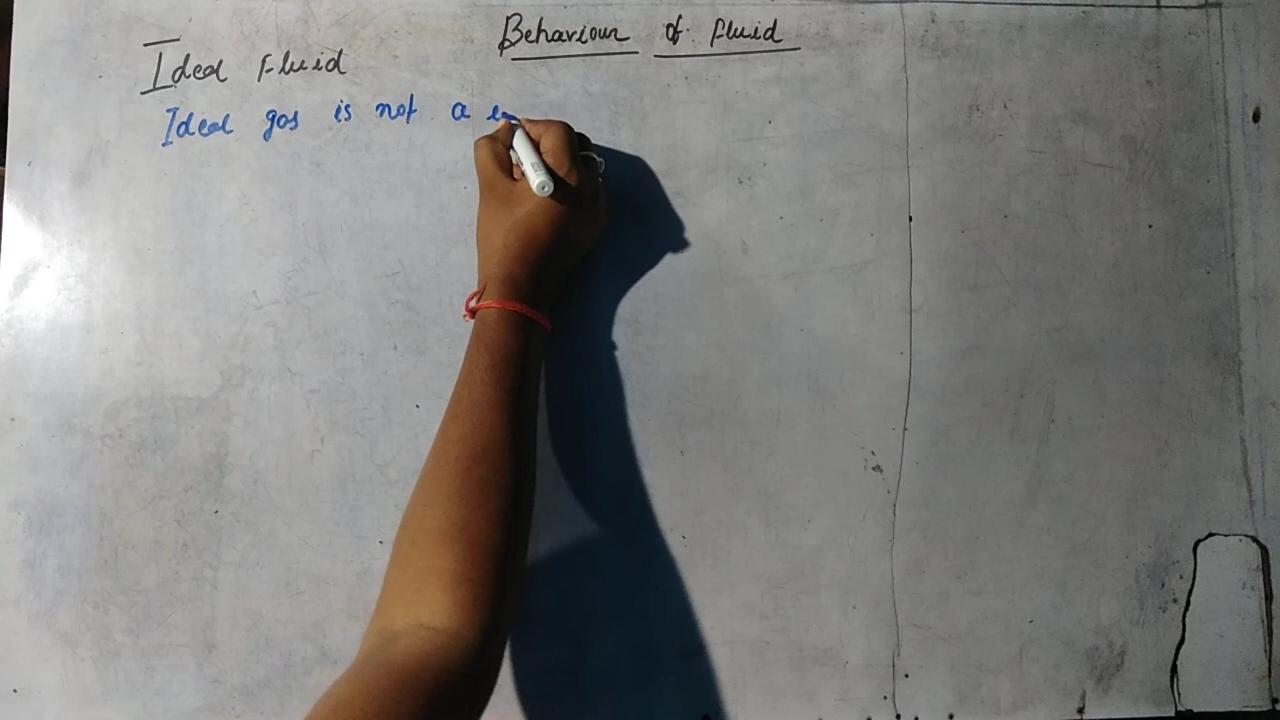 Behaviour of fluid
Ideal Fluid
Ideal gas is not a